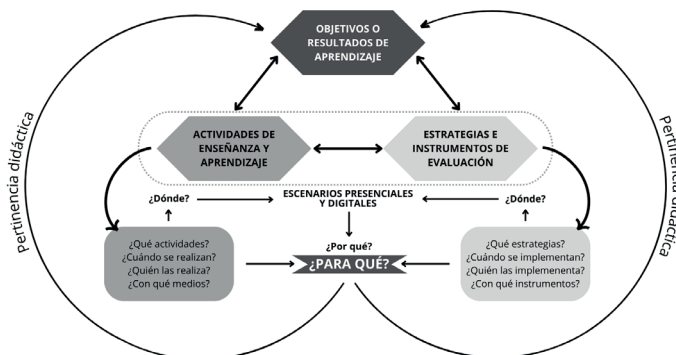 OBJETIVOS O
RESULTADOS DE
APRENDIZAJE
Pertinencia didáctica
Pertinencia didáctica
ACTIVIDADES DE
ENSEÑANZA Y
APRENDIZAJE
ESTRATEGIAS E
INSTRUMENTOS DE
EVALUACIÓN
¿Dónde?
ESCENARIOS PRESENCIALES
Y DIGITALES
¿Dónde?
¿Qué actividades?
¿Cuándo se realizan?
¿Quién las realiza?
¿Con qué medios?
¿Por qué?
¿PARA QUÉ?
¿Qué estrategias?
¿Cuándo se implementan?
¿Quién las implemenenta?
¿Con qué instrumentos?